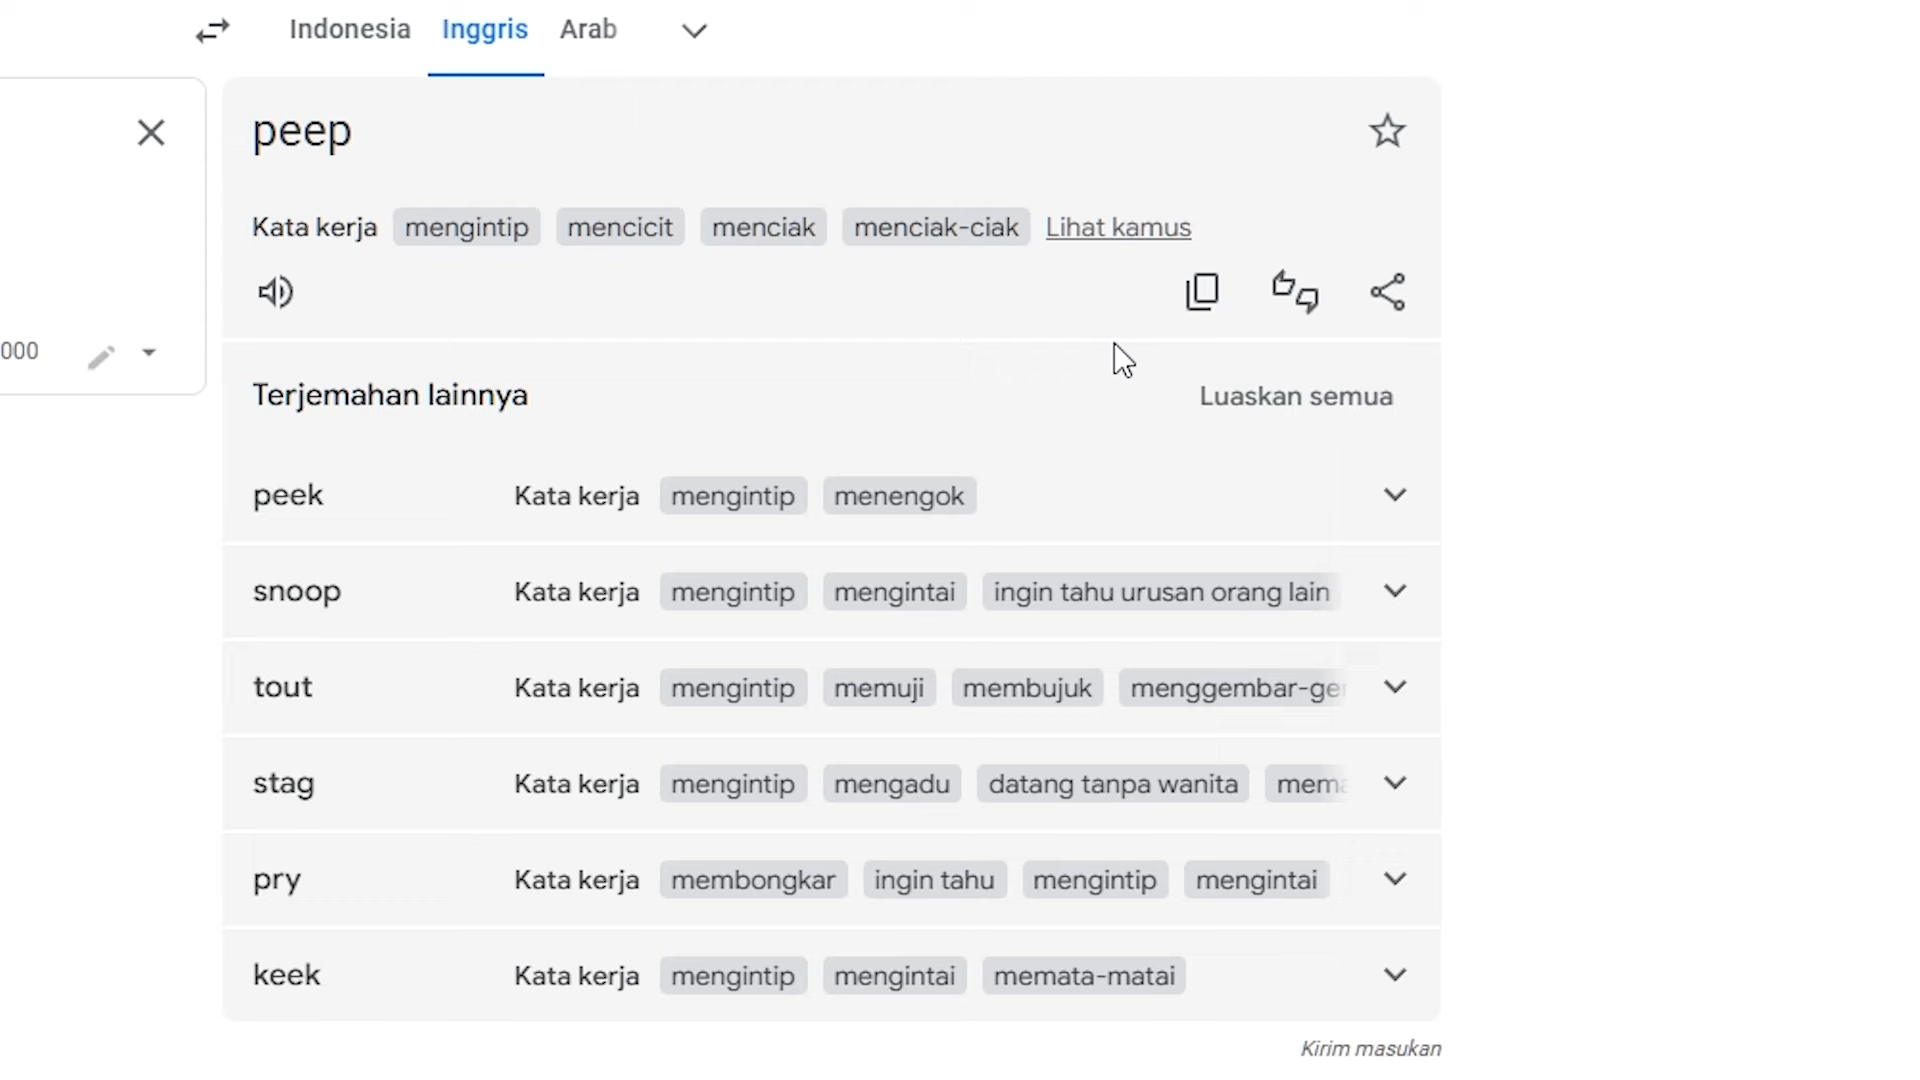 Indonesia Inggris Arab
peep
Kata kerja mengintip mencicit menciak menciak-ciak Lihat kamus
000
Terjemahan lainnya Luaskan semua
peek Kata kerja mengintip menengok
snoop Kata kerja mengintip mengintai ingin tahu urusan orang lain
tout Kata kerja mengintip memuji membujuk menggembar-ge
stag Kata kerja mengintip mengadu datang tanpa wanita mema
pry Kata kerja membongkar ingin tahu mengintip mengintai
keek Kata kerja mengintip mengintai memata-matai
Kirim masukan